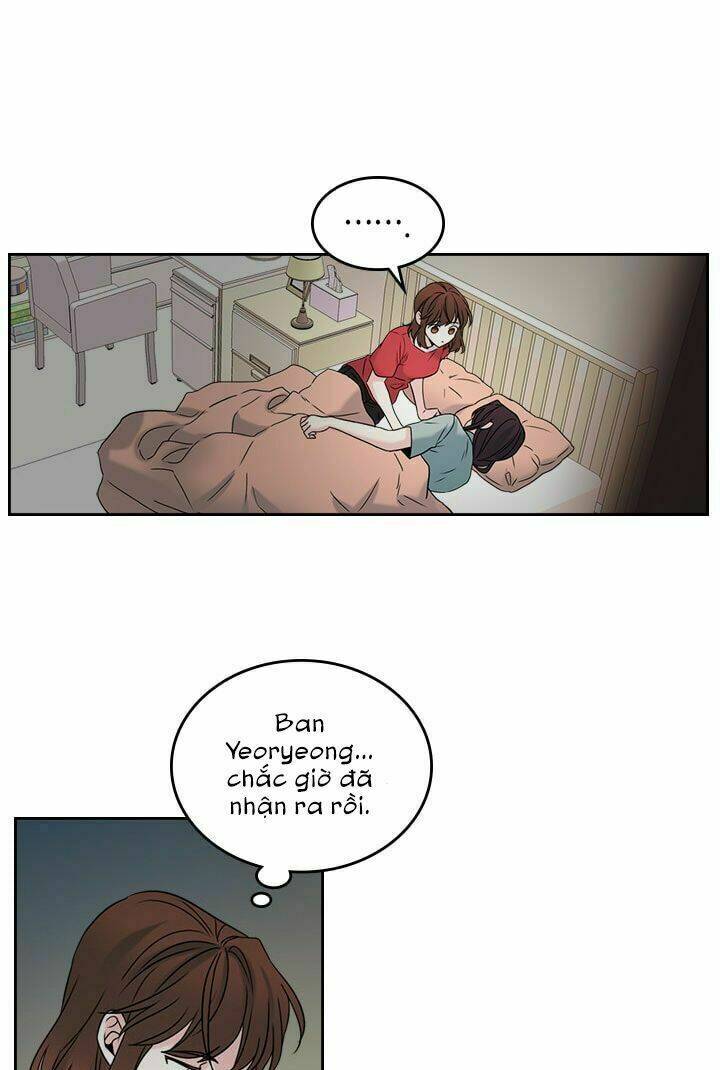 .......
Ban
Yeoryeong...
chắc giờ đã
nhận ra rồi.